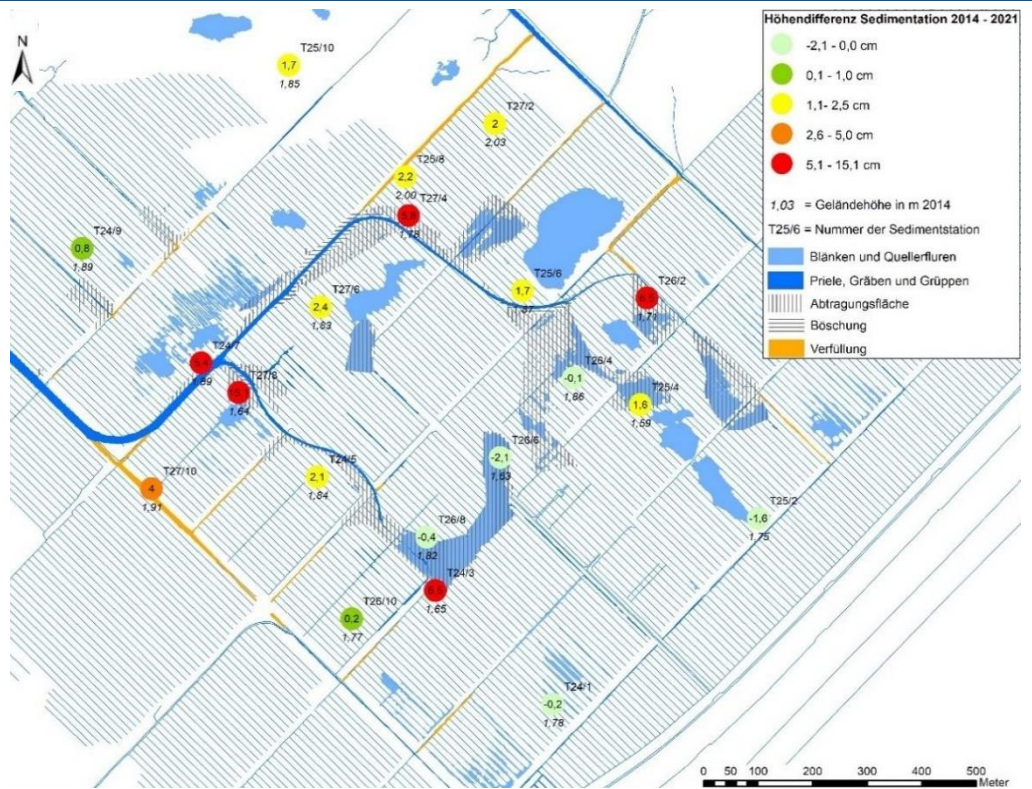 Höhendifferenz Sedimentation 2014 - 2021
-2,1 - 0,0 cm
0,1 - 1,0 cm
1,1- 2,5 cm
2,6 - 5,0 cm
5,1 - 15,1 cm
1,03 = Geländehöhe in m 2014
T25/6 = Nummer der Sedimentstation
Blänken und Quellerfluren
Priele, Gräben und Grüppen
Abtragungsfläche
Böschung
Verfüllung
N
T25/10
1,7
1,85
T27/2
2
2,03
T25/8
2,2
2,00
T27/4
1,78
T24/9
0,8
1,89
T25/6
1,7
T26/2
1,71
T27/6
2,4
1,83
T24/7
T27/8
1,64
T26/4
-0,1
1,86
T25/4
1,6
1,59
T26/6
-2,1
1,63
T24/5
2,1
1,84
T27/10
4
1,91
T25/2
-1,6
1,75
T26/8
-0,4
1,82
T24/3
1,65
T26/10
0,2
1,77
T24/1
-0,2
1,78
0 50 100 200 300 400 500
Meter